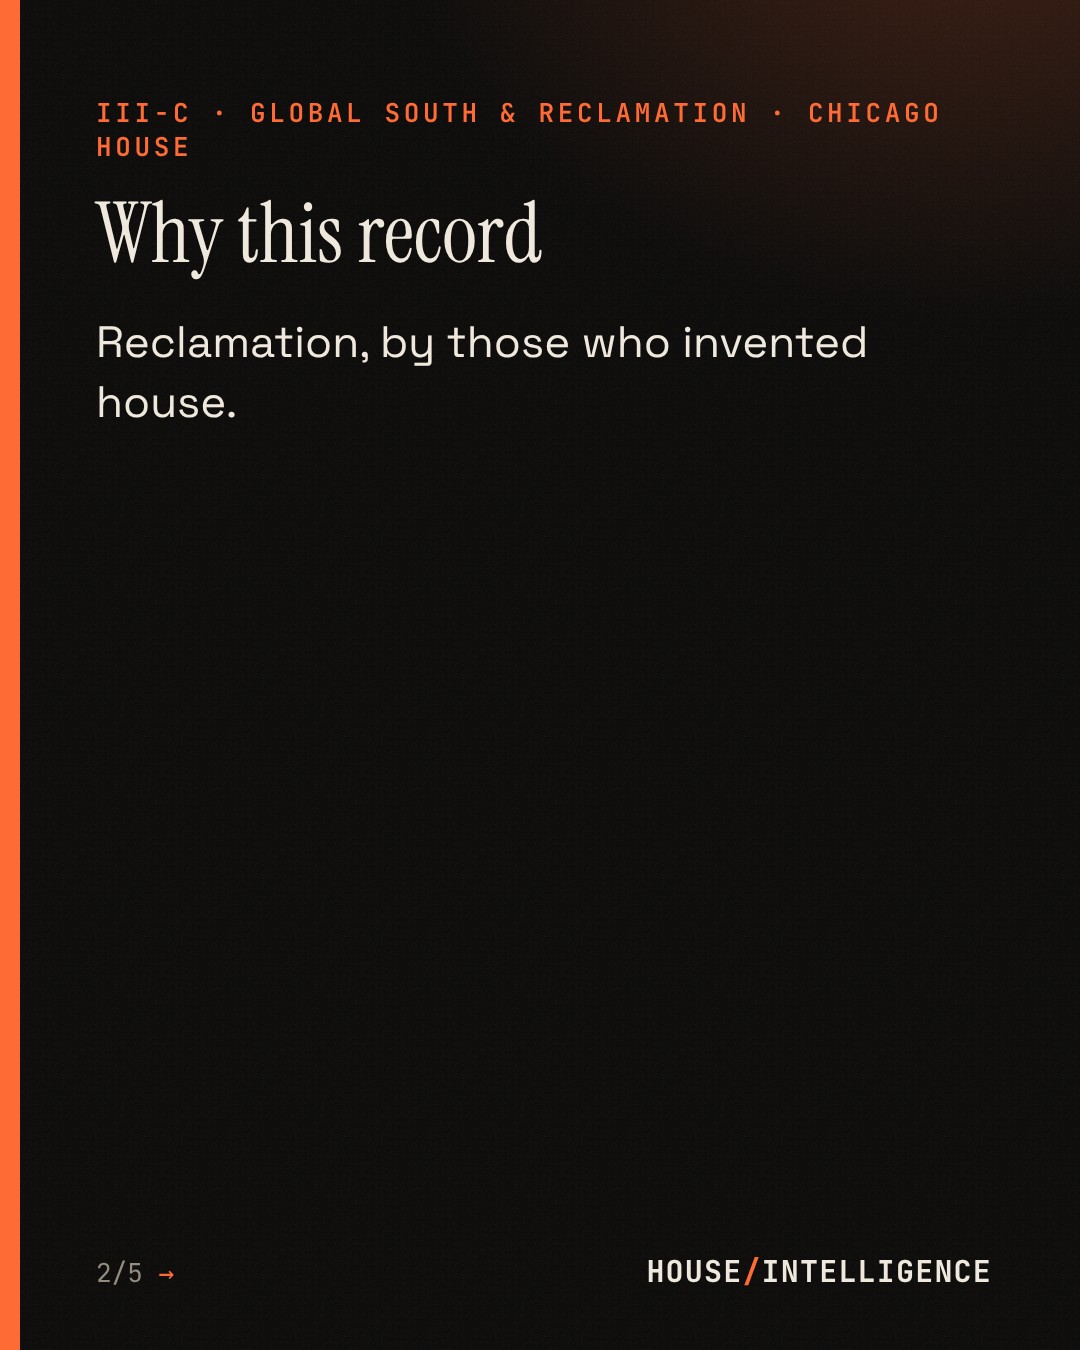 III-C · GLOBAL SOUTH & RECLAMATION · CHICAGO
HOUSE
Why this record
Reclamation, by those who invented
house.
2/5 →
HOUSE/INTELLIGENCE